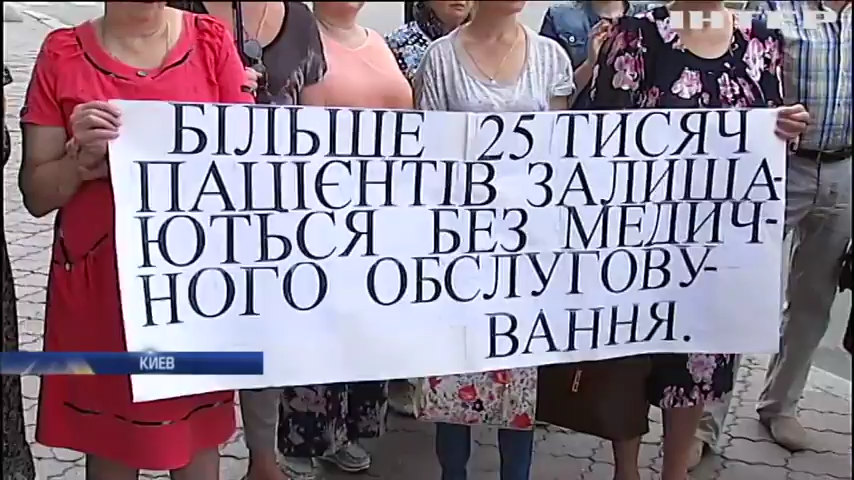 ІНТЕР
БІЛЬШЕ 25 ТИСЯЧ
ПАЦІЄНТІВ ЗАЛИША-
ЮТЬСЯ БЕЗ МЕДИЧ-
НОГО ОБСЛУГОВУ-
ВАННЯ.
КИЕВ